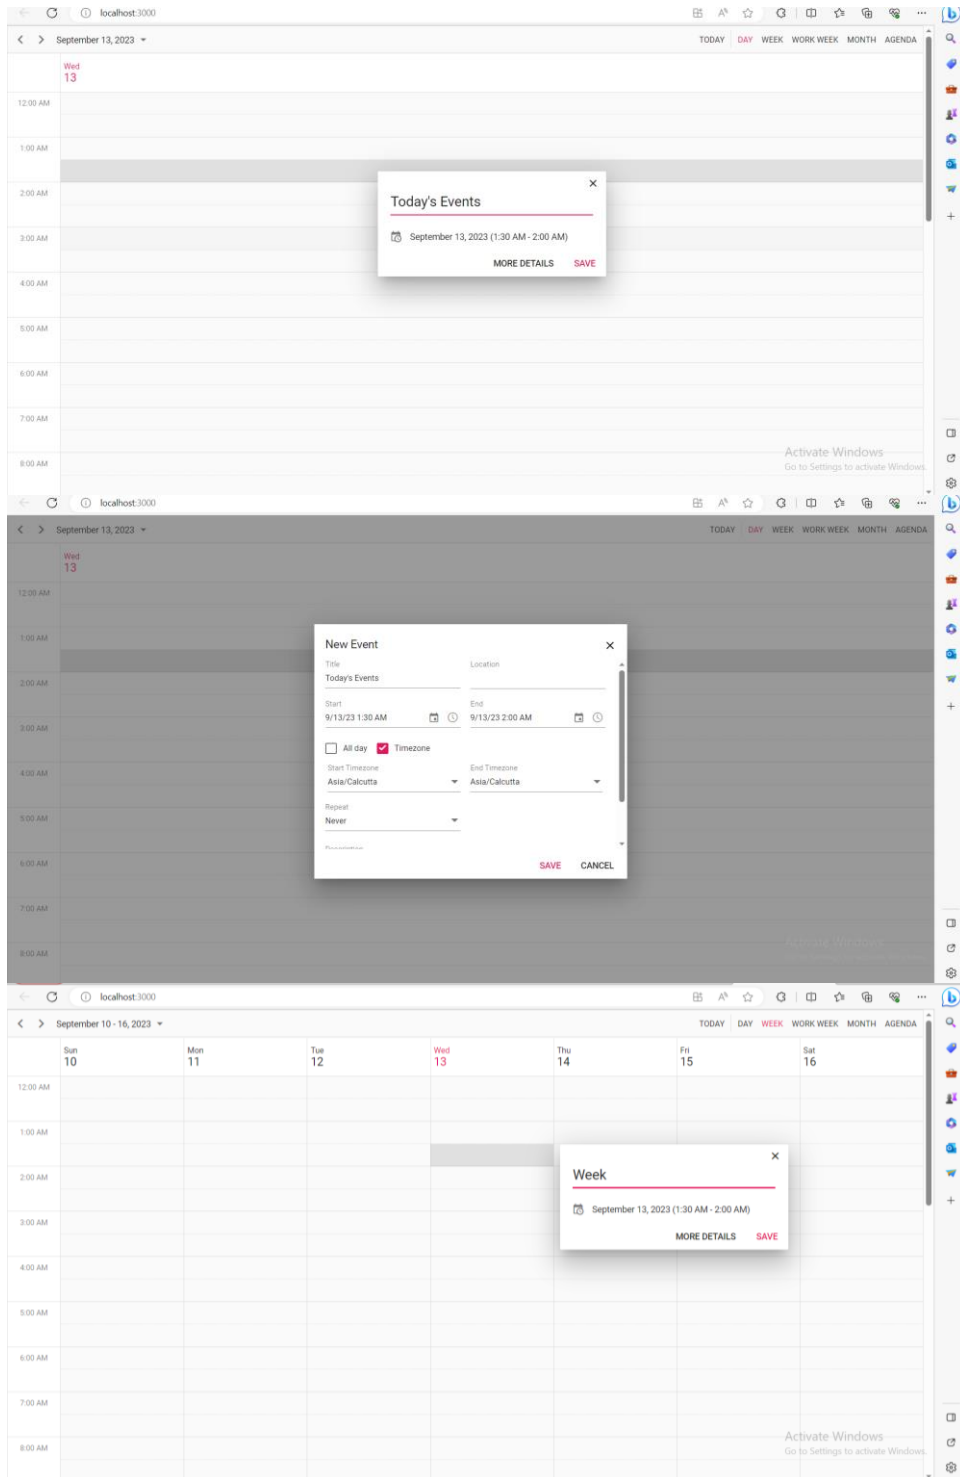 localhost:3000
September 13, 2023
TODAY DAY WEEK WORK WEEK MONTH AGENDA
Wed
13
12:00 AM
1:00 AM
2:00 AM
3:00 AM
4:00 AM
5:00 AM
6:00 AM
7:00 AM
8:00 AM
Today's Events
September 13, 2023 (1:30 AM - 2:00 AM)
MORE DETAILS SAVE
Activate Windows
Go to Settings to activate Windows.
localhost:3000
September 13, 2023
TODAY DAY WEEK WORK WEEK MONTH AGENDA
Wed
13
12:00 AM
1:00 AM
2:00 AM
3:00 AM
4:00 AM
5:00 AM
6:00 AM
7:00 AM
8:00 AM
New Event
Title Location
Today's Events
Start End
9/13/23 1:30 AM 9/13/23 2:00 AM
All day Timezone
Start Timezone End Timezone
Asia/Calcutta Asia/Calcutta
Repeat
Never
SAVE CANCEL
Activate Windows
localhost:3000
September 10 - 16, 2023
TODAY DAY WEEK WORK WEEK MONTH AGENDA
Sun Mon Tue Wed Thu Fri Sat
10 11 12 13 14 15 16
12:00 AM
1:00 AM
2:00 AM
3:00 AM
4:00 AM
5:00 AM
6:00 AM
7:00 AM
8:00 AM
Week
September 13, 2023 (1:30 AM - 2:00 AM)
MORE DETAILS SAVE
Activate Windows
Go to Settings to activate Windows.